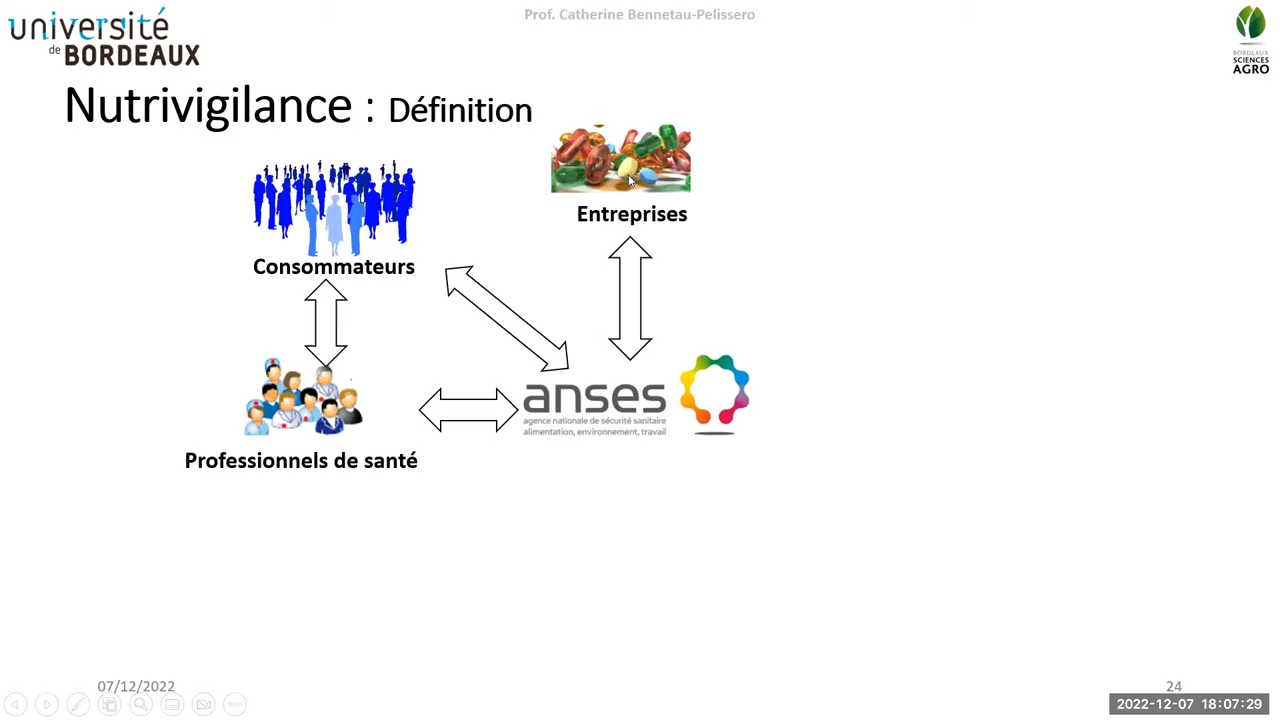 Prof. Catherine Bennetau-Pelissero
université
de BORDEAUX
BORDEAUX
SCIENCES
AGRO
Nutrivigilance : Définition
Entreprises
Consommateurs
anses
agence nationale de sécurité sanitaire
alimentation, environnement, travail
Professionnels de santé
07/12/2022
24
2022-12-07 18:07:29